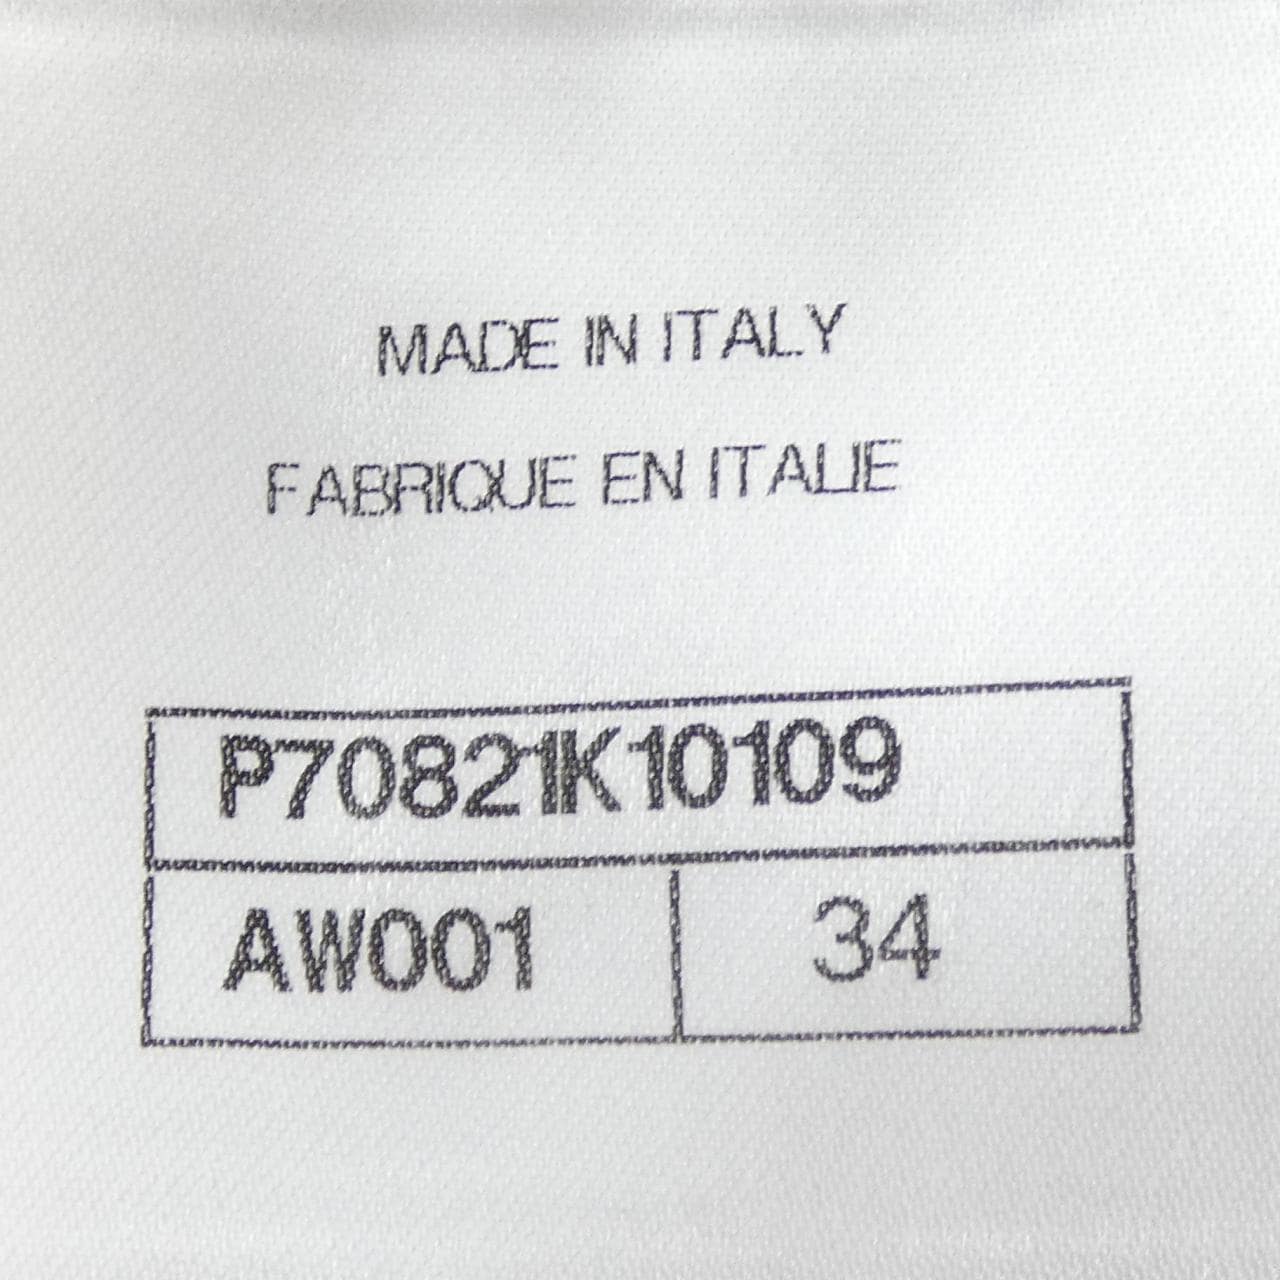 MADE IN ITALY
FABRIQUE EN ITALIE
P70821K10109
AW001 34